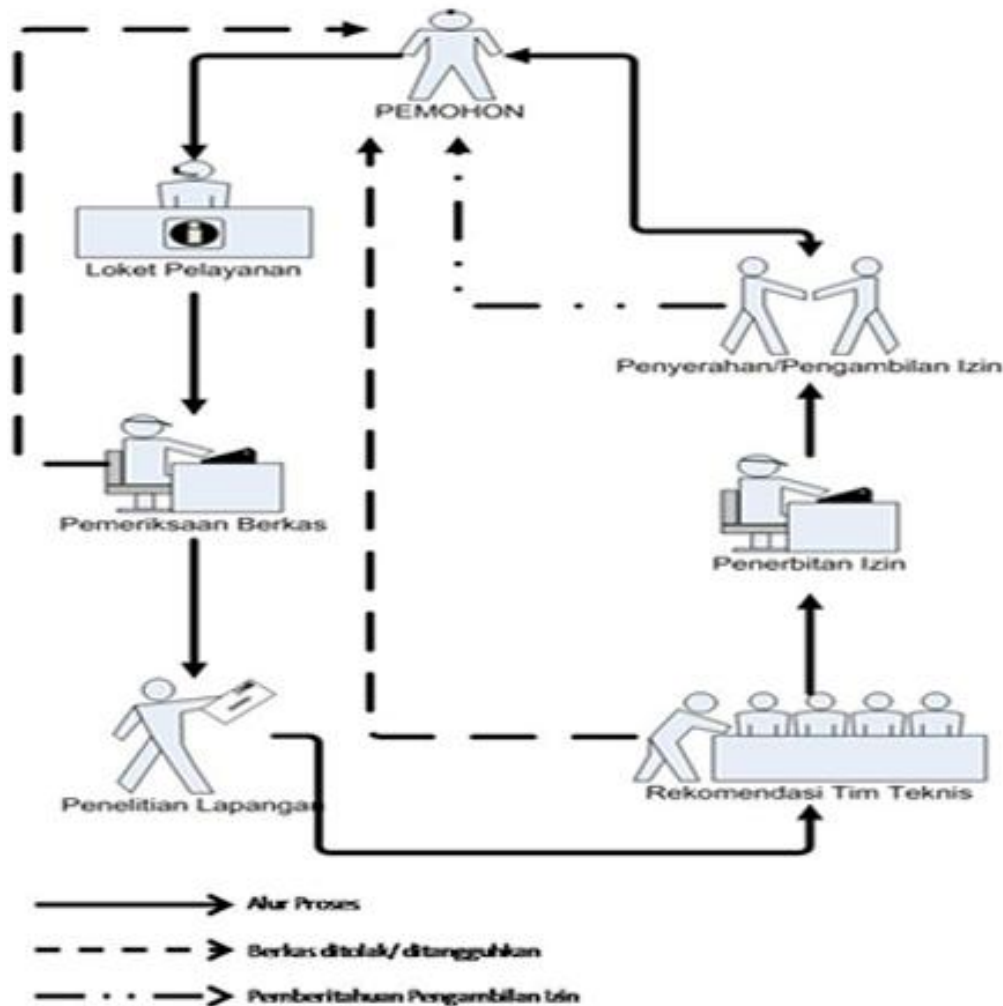 PEMOHON
Loket Pelayanan
Penyerahan/Pengambilan Izin
Pemeriksaan Berkas
Penerbitan Izin
Penelitian Lapangan
Rekomendasi Tim Teknis
Alur Proses
Berkas ditolak/ ditangguhkan
Pemberitahuan Pengambilan Izin